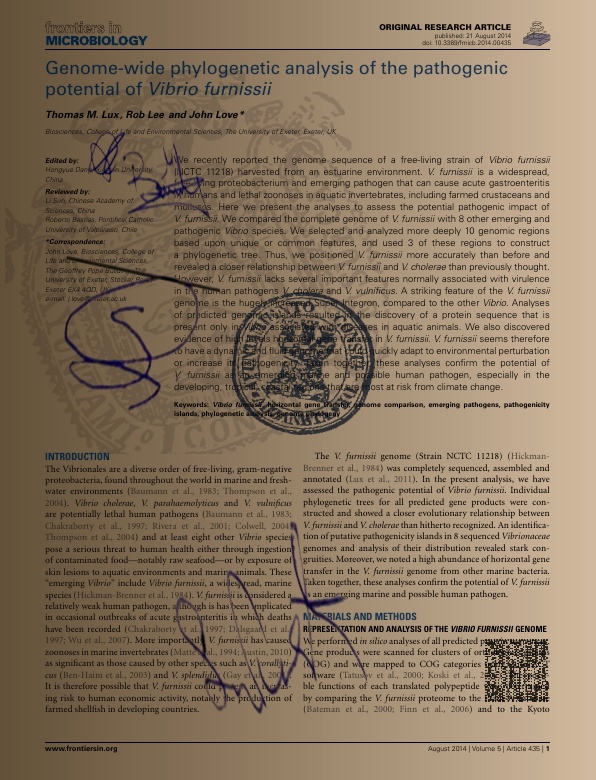 frontiers in
MICROBIOLOGY
ORIGINAL RESEARCH ARTICLE
published: 21 August 2014
doi: 10.3389/fmicb.2014.00435
Genome-wide phylogenetic analysis of the pathogenic
potential of Vibrio furnissii
Thomas M. Lux, Rob Lee and John Love*
Biosciences, College of Life and Environmental Sciences, The University of Exeter, Exeter, UK
Edited by:
Hongyue Dang, University,
China
Reviewed by:
Li Sun, Chinese Academy of
Sciences, China
Roberto Bastías, Pontificia Catholic
University of Valparaiso, Chile
*Correspondence:
John Love, Biosciences, College of
Life and Environmental Sciences,
The Geoffrey Pope Building, The
University of Exeter, Stocker Road,
Exeter EX4 4QD, UK
e-mail: j.love@exeter.ac.uk
We recently reported the genome sequence of a free-living strain of Vibrio furnissii
(NCTC 11218) harvested from an estuarine environment. V. furnissii is a widespread,
proteobacterium and emerging pathogen that can cause acute gastroenteritis
in humans and lethal zoonoses in aquatic invertebrates, including farmed crustaceans and
molluscs. Here we present the analyses to assess the potential pathogenic impact of
V. furnissii. We compared the complete genome of V. furnissii with 8 other emerging and
pathogenic Vibrio species. We selected and analyzed more deeply 10 genomic regions
based upon unique or common features, and used 3 of these regions to construct
a phylogenetic tree. Thus, we positioned V. furnissii more accurately than before and
revealed a closer relationship between V. furnissii and V. cholerae than previously thought.
However, V. furnissii lacks several important features normally associated with virulence
in the human pathogens V. cholera and V. vulnificus. A striking feature of the V. furnissii
genome is the hugely increased Super Integron, compared to the other Vibrio. Analyses
of predicted genomic islands resulted in the discovery of a protein sequence that is
present only in Vibrio associated with diseases in aquatic animals. We also discovered
evidence of high levels horizontal gene transfer in V. furnissii. V. furnissii seems therefore
to have a dynamic and fluid genome that could quickly adapt to environmental perturbation
or increase its pathogenicity. Taken together, these analyses confirm the potential of
V. furnissii as an emerging marine and possible human pathogen, especially in the
developing, tropical, coastal regions that are most at risk from climate change.
Keywords: Vibrio furnissii, horizontal gene transfer, genome comparison, emerging pathogens, pathogenicity
islands, phylogenetic analysis, genome phylogeny
INTRODUCTION
The Vibrionales are a diverse order of free-living, gram-negative
proteobacteria, found throughout the world in marine and fresh-
water environments (Baumann et al., 1983; Thompson et al.,
2004). Vibrio cholerae, V. parahaemolyticus and V. vulnificus
are potentially lethal human pathogens (Baumann et al., 1983;
Chakraborty et al., 1997; Rivera et al., 2001; Colwell, 2004;
Thompson et al., 2004) and at least eight other Vibrio species
pose a serious threat to human health either through ingestion
of contaminated food—notably raw seafood—or by exposure of
skin lesions to aquatic environments and marine animals. These
"emerging Vibrio" include Vibrio furnissii, a widespread, marine
species (Hickman-Brenner et al., 1984). V. furnissii is considered a
relatively weak human pathogen, although is has been implicated
in occasional outbreaks of acute gastroenteritis in which deaths
have been recorded (Chakraborty et al., 1997; Dalsgaard et al.,
1997; Wu et al., 2007). More importantly V. furnissii has caused
zoonoses in marine invertebrates (Matté et al., 1994; Austin, 2010)
as significant as those caused by other species such as V. coralliilyti-
cus (Ben-Haim et al., 2003) and V. splendidus (Gay et al., 2004).
It is therefore possible that V. furnissii could pose an increas-
ing risk to human economic activity, notably the production of
farmed shellfish in developing countries.
The V. furnissii genome (Strain NCTC 11218) (Hickman-
Brenner et al., 1984) was completely sequenced, assembled and
annotated (Lux et al., 2011). In the present analysis, we have
assessed the pathogenic potential of Vibrio furnissii. Individual
phylogenetic trees for all predicted gene products were con-
structed and showed a closer evolutionary relationship between
V. furnissii and V. cholerae than hitherto recognized. An identifica-
tion of putative pathogenicity islands in 8 sequenced Vibrionaceae
genomes and analysis of their distribution revealed stark con-
gruities. Moreover, we noted a high abundance of horizontal gene
transfer in the V. furnissii genome from other marine bacteria.
Taken together, these analyses confirm the potential of V. furnissii
as an emerging marine and possible human pathogen.
MATERIALS AND METHODS
REPRESENTATION AND ANALYSIS OF THE VIBRIO FURNISSII GENOME
We performed in silico analyses of all predicted
Gene products were scanned for clusters of
(COG) and were mapped to COG categories
software (Tatusov et al., 2000; Koski et al.,
ble functions of each translated polypeptide
by comparing the V. furnissii proteome to the
(Bateman et al., 2000; Finn et al., 2006) and to the Kyoto
www.frontiersin.org
August 2014 | Volume 5 | Article 435 | 1